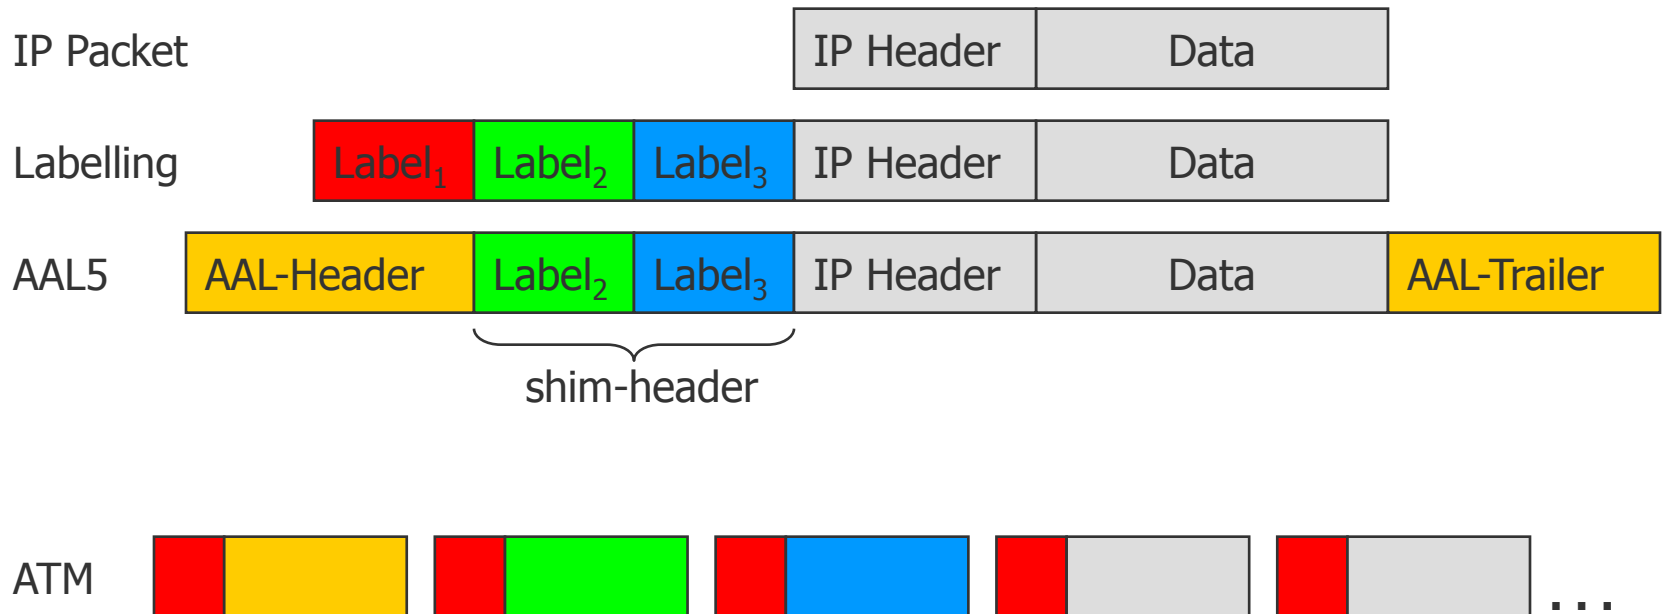 IP Packet IP Header Data
Labelling Label₁ Label₂ Label₃ IP Header Data
AAL5 AAL-Header Label₂ Label₃ IP Header Data AAL-Trailer
shim-header
ATM ...